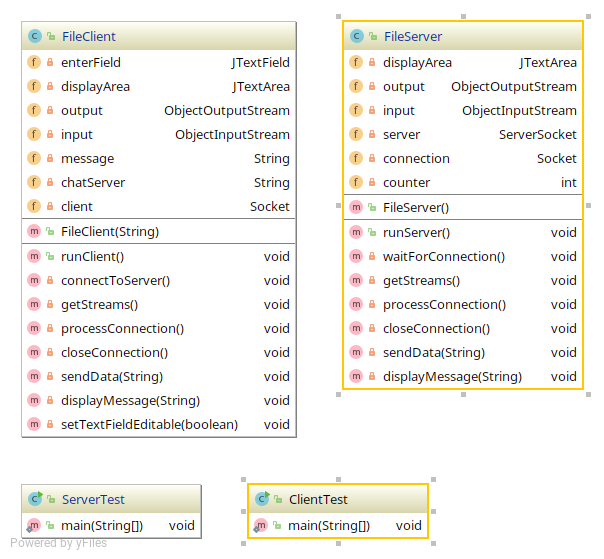 C FileClient
f enterField JTextField
f displayArea JTextArea
f output ObjectOutputStream
f input ObjectInputStream
f message String
f chatServer String
f client Socket
m FileClient(String)
m runClient() void
m connectToServer() void
m getStreams() void
m processConnection() void
m closeConnection() void
m sendData(String) void
m displayMessage(String) void
m setTextFieldEditable(boolean) void
C FileServer
f displayArea JTextArea
f output ObjectOutputStream
f input ObjectInputStream
f server ServerSocket
f connection Socket
f counter int
m FileServer()
m runServer() void
m waitForConnection() void
m getStreams() void
m processConnection() void
m closeConnection() void
m sendData(String) void
m displayMessage(String) void
C ServerTest
m main(String[]) void
C ClientTest
m main(String[]) void
Powered by yFiles